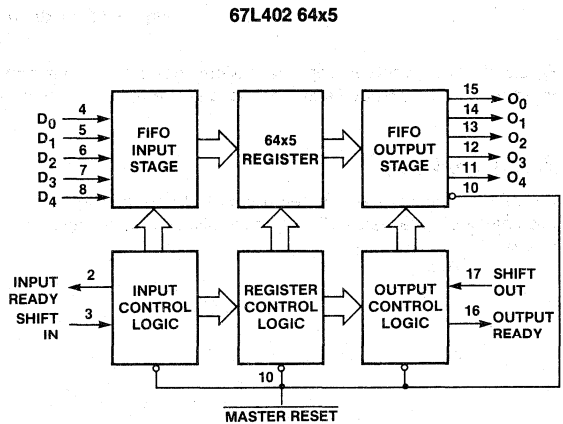 67L402 64x5
D0 4
D1 5
D2 6
D3 7
D4 8
FIFO
INPUT
STAGE
64x5
REGISTER
FIFO
OUTPUT
STAGE
15 O0
14 O1
13 O2
12 O3
11 O4
10
INPUT
READY
2
SHIFT
IN
3
INPUT
CONTROL
LOGIC
REGISTER
CONTROL
LOGIC
OUTPUT
CONTROL
LOGIC
17 SHIFT
OUT
16 OUTPUT
READY
10
MASTER RESET